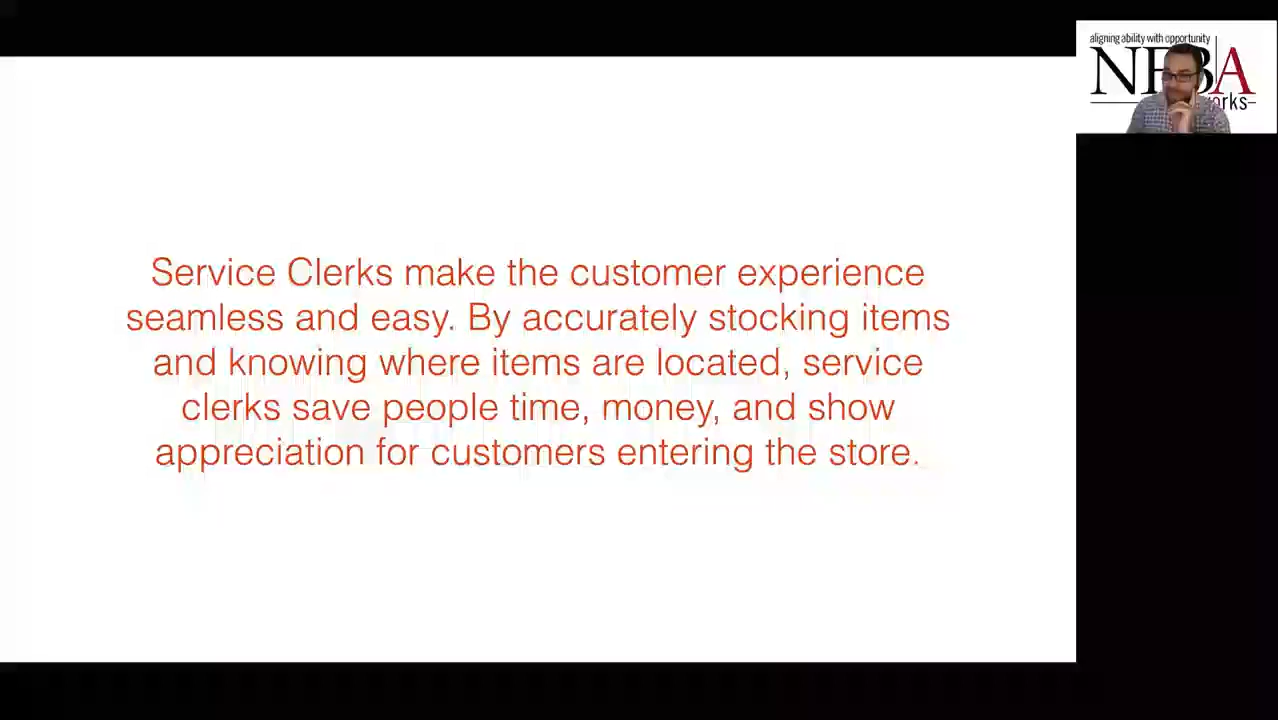 Service Clerks make the customer experience
seamless and easy. By accurately stocking items
and knowing where items are located, service
clerks save people time, money, and show
appreciation for customers entering the store.
aligning ability with opportunity